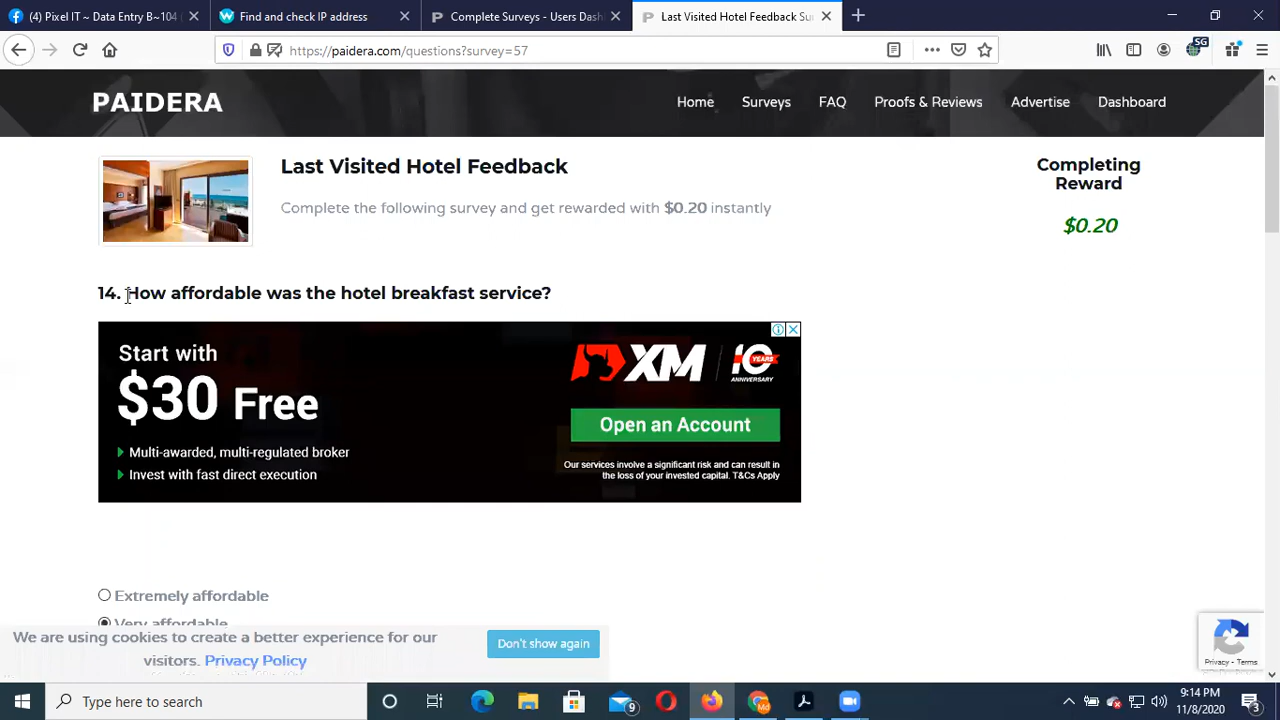 (4) Pixel IT ~ Data Entry B~104
Find and check IP address
Complete Surveys - Users Dash
Last Visited Hotel Feedback Su
https://paidera.com/questions?survey=57
SG
PAIDERA
Home
Surveys
FAQ
Proofs & Reviews
Advertise
Dashboard
Last Visited Hotel Feedback
Complete the following survey and get rewarded with $0.20 instantly
Completing
Reward
$0.20
14. How affordable was the hotel breakfast service?
Start with
$30 Free
Multi-awarded, multi-regulated broker
Invest with fast direct execution
XM
10
YEARS
ANNIVERSARY
Open an Account
Our services involve a significant risk and can result in
the loss of your invested capital. T&Cs Apply
Extremely affordable
Very affordable
We are using cookies to create a better experience for our
visitors. Privacy Policy
Don't show again
Privacy - Terms
Type here to search
9
9:14 PM
11/8/2020
3